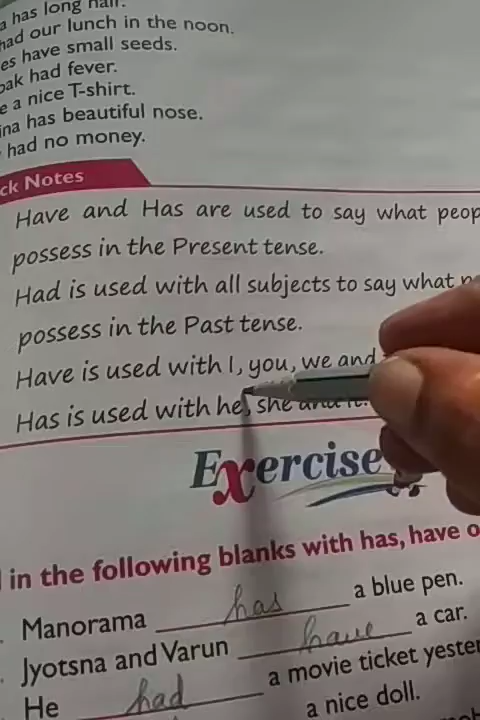 a has long hair.
had our lunch in the noon.
es have small seeds.
pak had fever.
e a nice T-shirt.
ina has beautiful nose.
had no money.
ck Notes
Have and Has are used to say what peop
possess in the Present tense.
Had is used with all subjects to say what
possess in the Past tense.
Have is used with I, you, we and
Has is used with he, she and it.
Exercise
in the following blanks with has, have o
Manorama has a blue pen.
Jyotsna and Varun have a car.
He had a movie ticket yester
a nice doll.